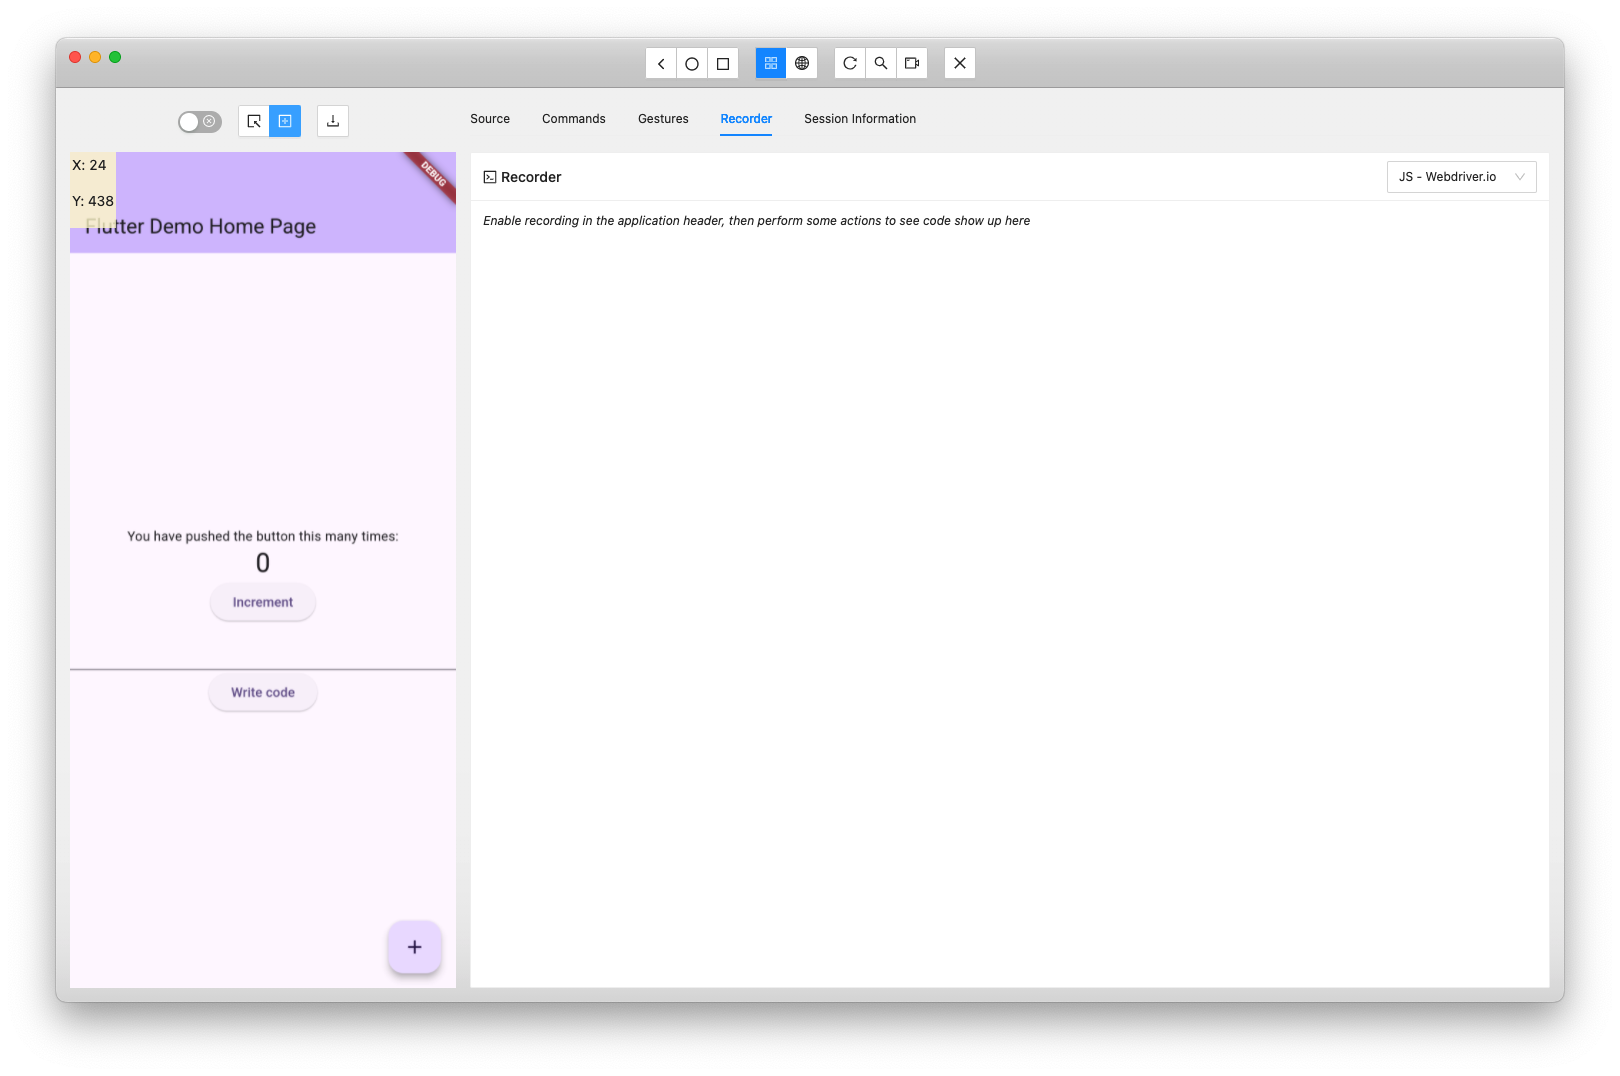 Source Commands Gestures Recorder Session Information
X: 24
Y: 438
DEBUG
Flutter Demo Home Page
You have pushed the button this many times:
0
Increment
Write code
+
Recorder
JS - Webdriver.io
Enable recording in the application header, then perform some actions to see code show up here